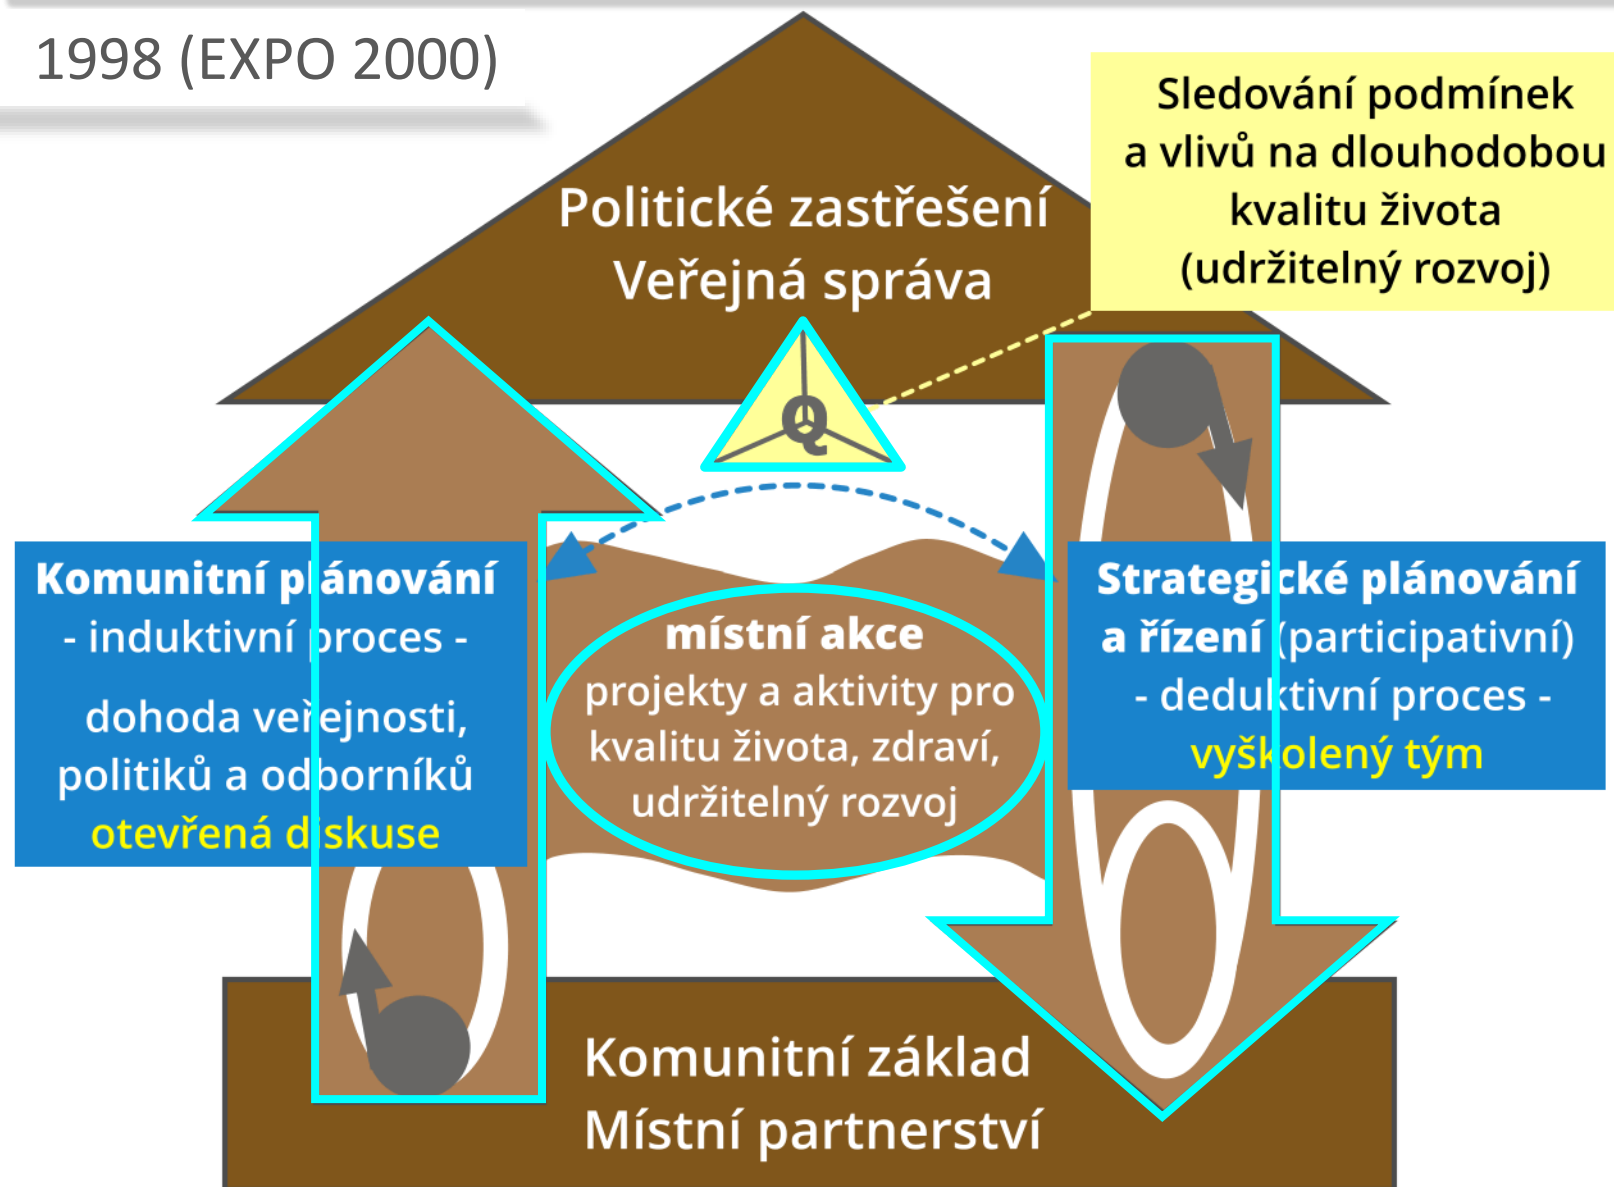 1998 (EXPO 2000)
Sledování podmínek
a vlivů na dlouhodobou
kvalitu života
(udržitelný rozvoj)
Politické zastřešení
Veřejná správa
Q
Komunitní plánování
- induktivní proces -
dohoda veřejnosti,
politiků a odborníků
otevřená diskuse
místní akce
projekty a aktivity pro
kvalitu života, zdraví,
udržitelný rozvoj
Strategické plánování
a řízení (participativní)
- deduktivní proces -
vyškolený tým
Komunitní základ
Místní partnerství